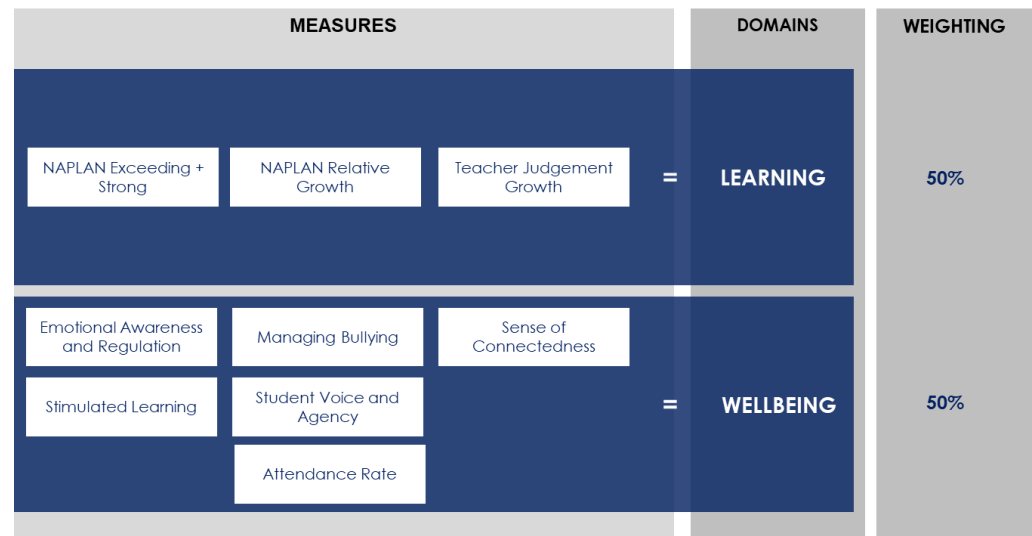 MEASURES
DOMAINS
WEIGHTING
NAPLAN Exceeding +
Strong
NAPLAN Relative
Growth
Teacher Judgement
Growth
=
LEARNING
50%
Emotional Awareness
and Regulation
Managing Bullying
Sense of
Connectedness
Stimulated Learning
Student Voice and
Agency
=
WELLBEING
50%
Attendance Rate